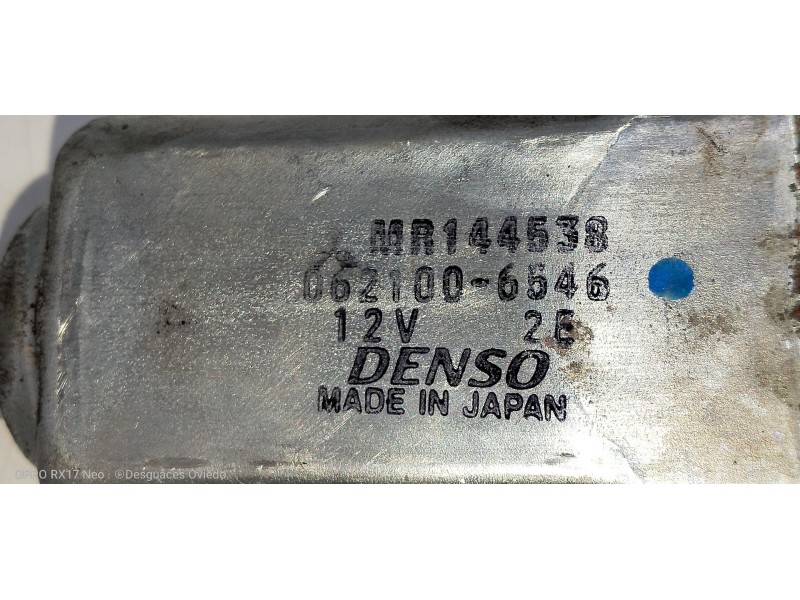 MR144538
062100-6546
12V 2E
DENSO
MADE IN JAPAN
OPPO RX17 Neo : ®Desguaces Oviedo